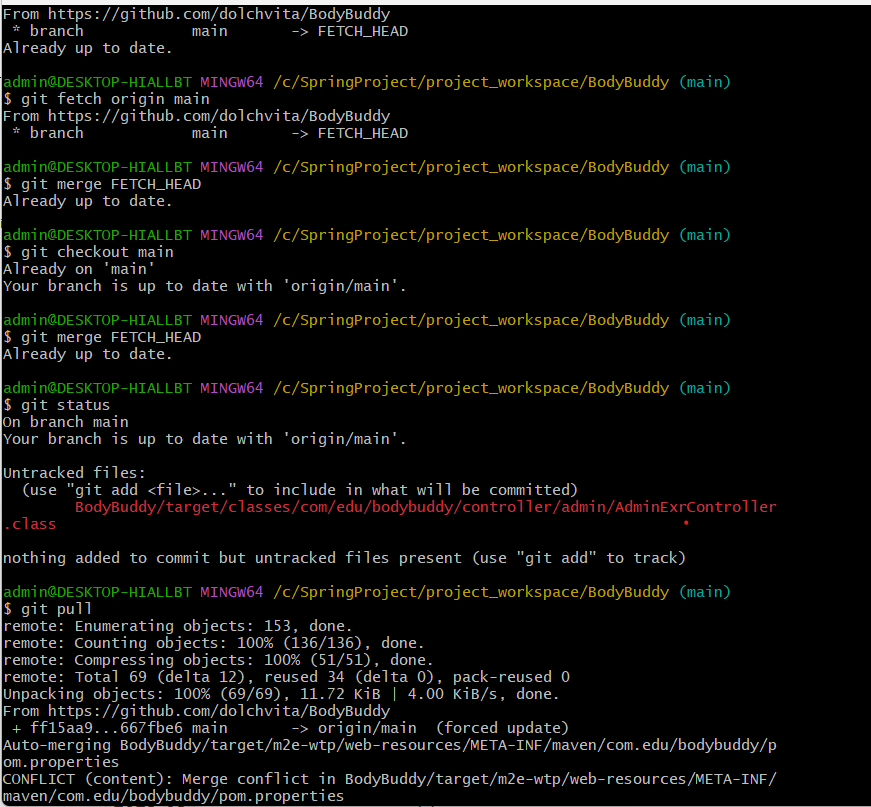 From https://github.com/dolchvita/BodyBuddy
 * branch            main       -> FETCH_HEAD
Already up to date.

admin@DESKTOP-HIALLBT MINGW64 /c/SpringProject/project_workspace/BodyBuddy (main)
$ git fetch origin main
From https://github.com/dolchvita/BodyBuddy
 * branch            main       -> FETCH_HEAD

admin@DESKTOP-HIALLBT MINGW64 /c/SpringProject/project_workspace/BodyBuddy (main)
$ git merge FETCH_HEAD
Already up to date.

admin@DESKTOP-HIALLBT MINGW64 /c/SpringProject/project_workspace/BodyBuddy (main)
$ git checkout main
Already on 'main'
Your branch is up to date with 'origin/main'.

admin@DESKTOP-HIALLBT MINGW64 /c/SpringProject/project_workspace/BodyBuddy (main)
$ git merge FETCH_HEAD
Already up to date.

admin@DESKTOP-HIALLBT MINGW64 /c/SpringProject/project_workspace/BodyBuddy (main)
$ git status
On branch main
Your branch is up to date with 'origin/main'.

Untracked files:
  (use "git add <file>..." to include in what will be committed)
        BodyBuddy/target/classes/com/edu/bodybuddy/controller/admin/AdminExrController
.class

nothing added to commit but untracked files present (use "git add" to track)

admin@DESKTOP-HIALLBT MINGW64 /c/SpringProject/project_workspace/BodyBuddy (main)
$ git pull
remote: Enumerating objects: 153, done.
remote: Counting objects: 100% (136/136), done.
remote: Compressing objects: 100% (51/51), done.
remote: Total 69 (delta 12), reused 34 (delta 0), pack-reused 0
Unpacking objects: 100% (69/69), 11.72 KiB | 4.00 KiB/s, done.
From https://github.com/dolchvita/BodyBuddy
 + ff15aa9...667fbe6 main       -> origin/main  (forced update)
Auto-merging BodyBuddy/target/m2e-wtp/web-resources/META-INF/maven/com.edu/bodybuddy/p
om.properties
CONFLICT (content): Merge conflict in BodyBuddy/target/m2e-wtp/web-resources/META-INF/
maven/com.edu/bodybuddy/pom.properties